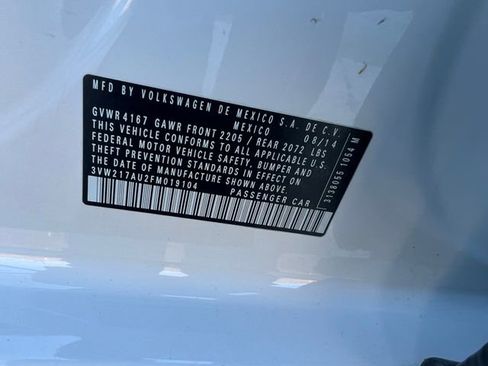 MFD BY VOLKSWAGEN DE MEXICO S.A. DE C.V.
MEXICO 08/14
GVWR 4167 GAWR FRONT 2205 / REAR 2072 LBS
THIS VEHICLE CONFORMS TO ALL APPLICABLE U.S.
FEDERAL MOTOR VEHICLE SAFETY, BUMPER AND
THEFT PREVENTION STANDARDS IN EFFECT ON
THE DATE OF MANUFACTURE SHOWN ABOVE.
3VW217AU2FM019104
PASSENGER CAR
3138055 1054 M